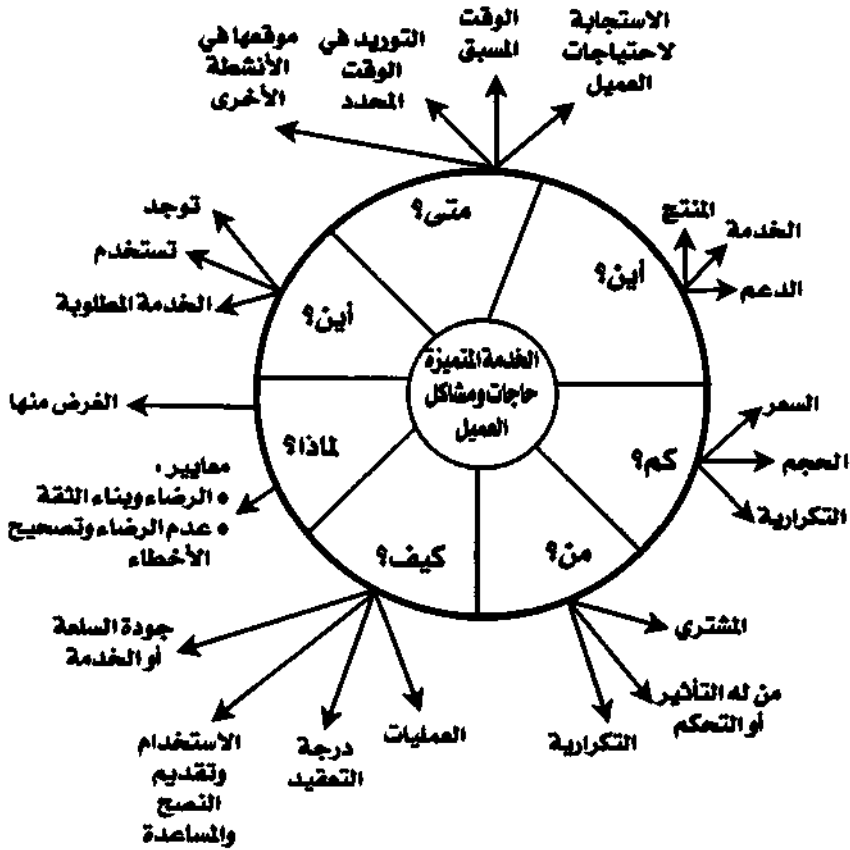 الاستجابة
لاحتياجات
العميل
الوقت
المسبق
التوريد في
الوقت
المحدد
موقعها في
الأنشطة
الأخرى
متى؟
أين؟
المنتج
الخدمة
الدعم
توجد
تستخدم
الخدمة المطلوبة
أين؟
الخدمة المتميزة
حاجات ومشاكل
العميل
السعر
الحجم
التكرارية
كم؟
الغرض منها
لماذا؟
معايير:
• الرضاء وبناء الثقة
• عدم الرضاء وتصحيح
الأخطاء
كيف؟
من؟
المشتري
من له التأثير
أو التحكم
التكرارية
جودة السلعة
أو الخدمة
العمليات
درجة
التعقيد
الاستخدام
وتقديم
النصح
والمساعدة